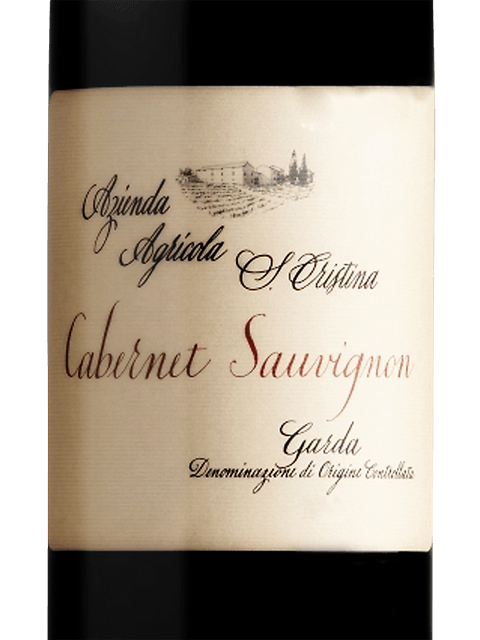 Azienda
Agricola
S. Cristina
Cabernet Sauvignon
Garda
Denominazione di Origine Controllata